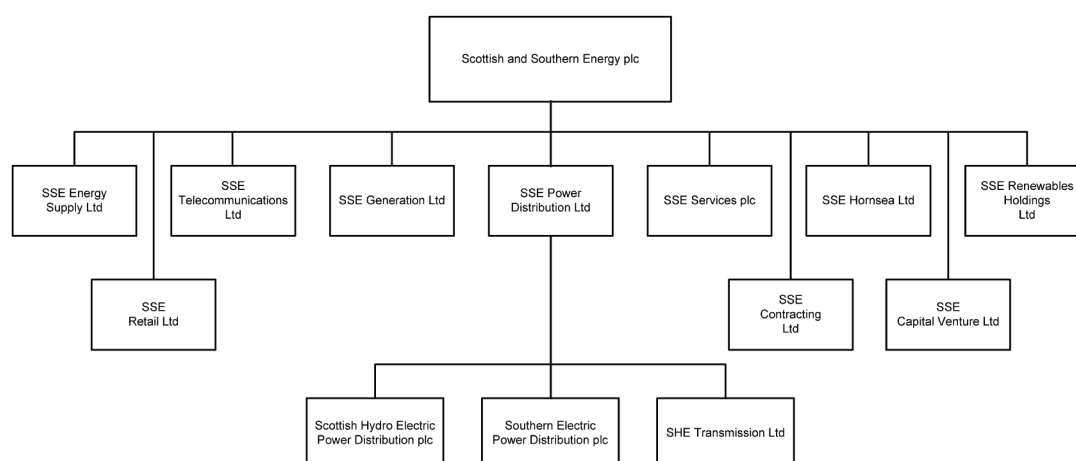 Scottish and Southern Energy plc
SSE Energy
Supply Ltd
SSE
Telecommunications
Ltd
SSE Generation Ltd
SSE Power
Distribution Ltd
SSE Services plc
SSE Hornsea Ltd
SSE Renewables
Holdings
Ltd
SSE
Retail Ltd
SSE
Contracting
Ltd
SSE
Capital Venture Ltd
Scottish Hydro Electric
Power Distribution plc
Southern Electric
Power Distribution plc
SHE Transmission Ltd